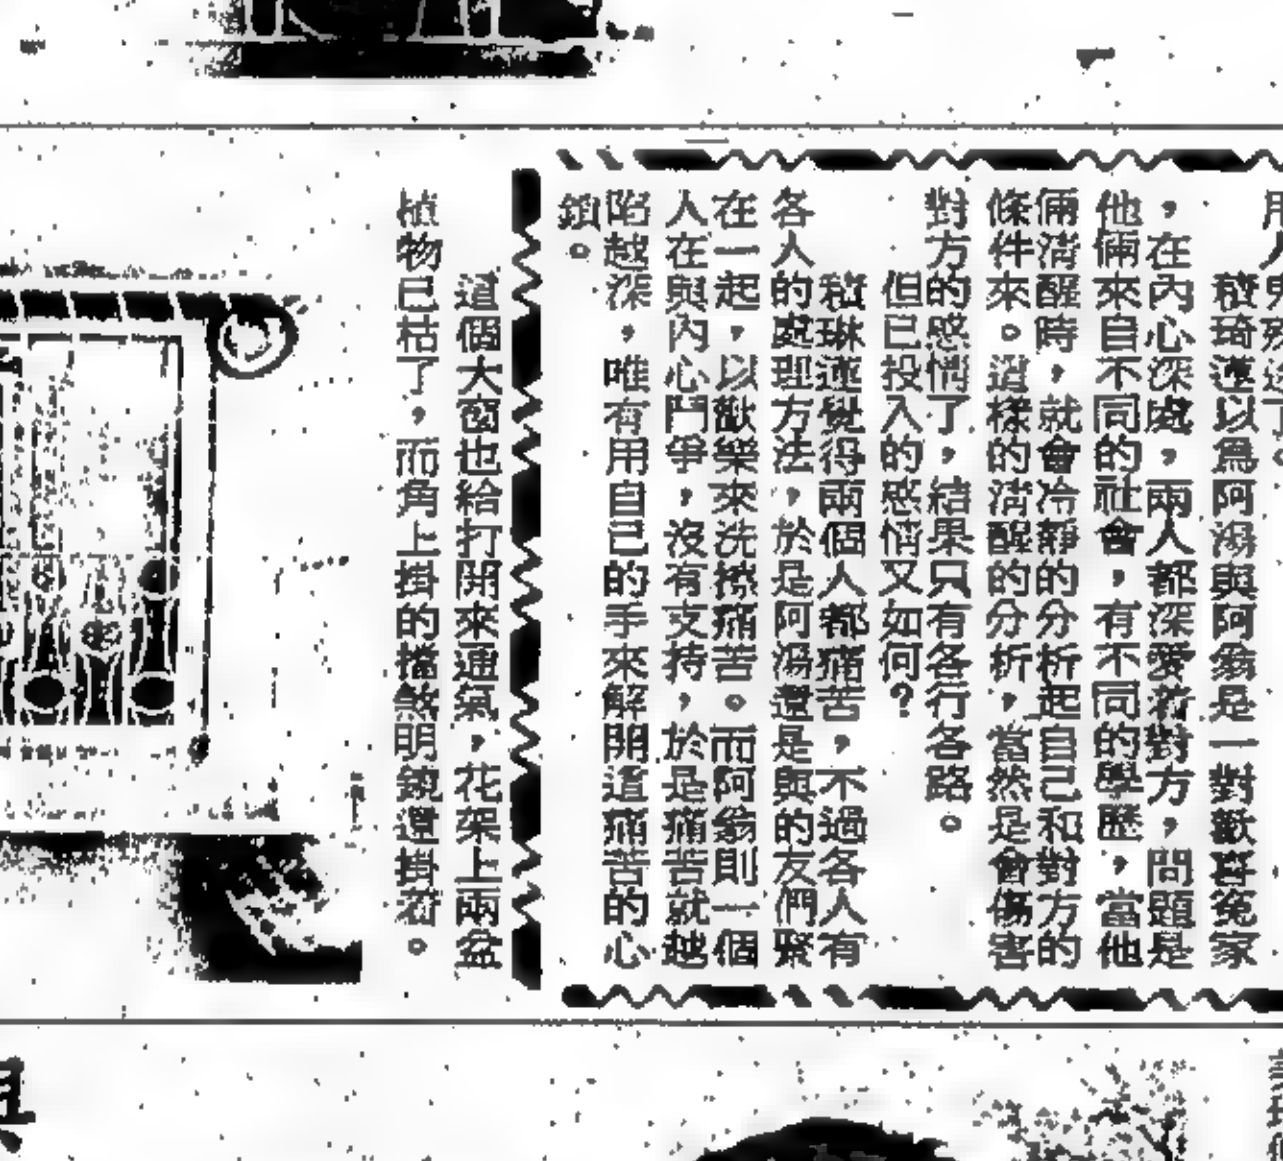 積琦遂以爲阿湯與阿翁是一對歡喜冤家
，在內心深處，兩人都深愛着對方，問題是
他倆來自不同的社會，有不同的學歷，當他
倆淸醒時，就會冷靜的分析起自己和對方的
條件來。這樣的淸醒的分析，當然是會傷害
對方的感情了，結果只有各行各路。
但已投入的感情又如何？
積琳遂覺得兩個人都痛苦，不過各人有
各人的處理方法，於是阿湯還是與的友們聚
在一起，以歡樂來洗擦痛苦。而阿翁則一個
人在與內心鬥爭，沒有支持，於是痛苦就越
陷越深，唯有用自己的手來解開這痛苦的心
鎖。
這個大窗也給打開來通氣，花架上兩盆
植物已枯了，而角上掛的擋煞明鏡還掛着。